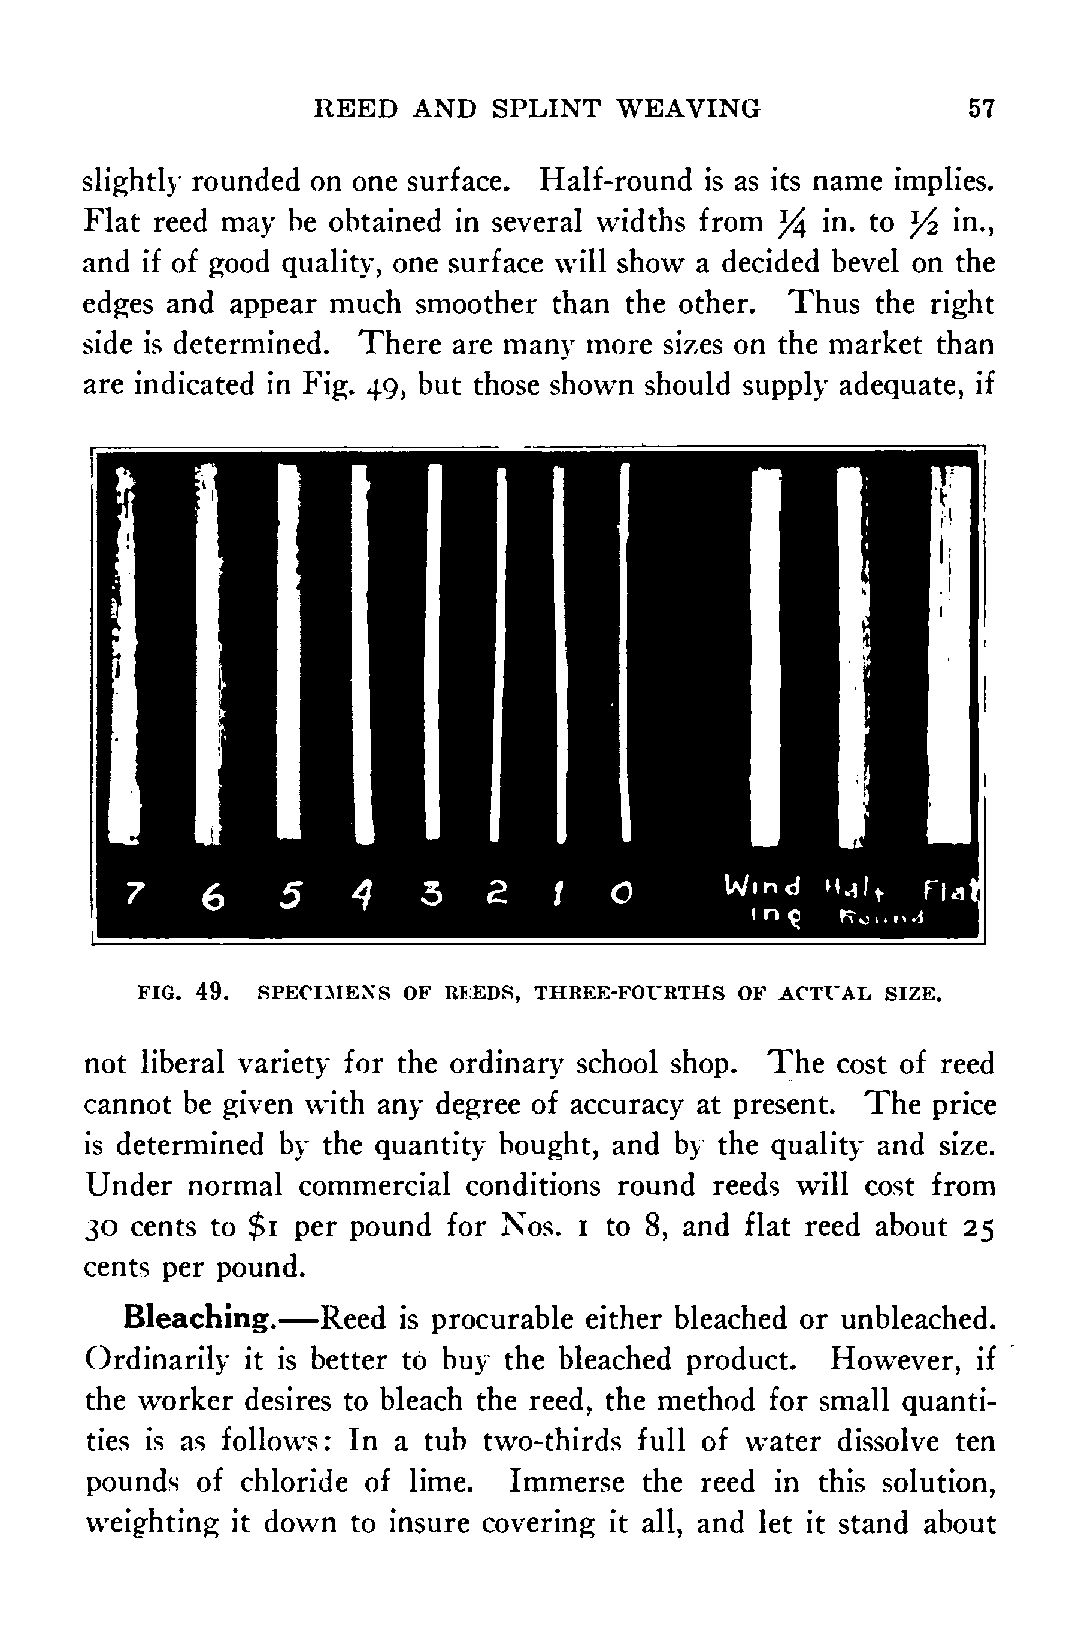 REED AND SPLINT WEAVING 57
slightly rounded on one surface. Half-round is as its name implies.
Flat reed may be obtained in several widths from ¼ in. to ½ in.,
and if of good quality, one surface will show a decided bevel on the
edges and appear much smoother than the other. Thus the right
side is determined. There are many more sizes on the market than
are indicated in Fig. 49, but those shown should supply adequate, if
7 6 5 4 3 2 1 0 Wind Half Flat
ing Round
FIG. 49. SPECIMENS OF REEDS, THREE-FOURTHS OF ACTUAL SIZE.
not liberal variety for the ordinary school shop. The cost of reed
cannot be given with any degree of accuracy at present. The price
is determined by the quantity bought, and by the quality and size.
Under normal commercial conditions round reeds will cost from
30 cents to $1 per pound for Nos. 1 to 8, and flat reed about 25
cents per pound.
Bleaching.—Reed is procurable either bleached or unbleached.
Ordinarily it is better to buy the bleached product. However, if
the worker desires to bleach the reed, the method for small quanti-
ties is as follows: In a tub two-thirds full of water dissolve ten
pounds of chloride of lime. Immerse the reed in this solution,
weighting it down to insure covering it all, and let it stand about